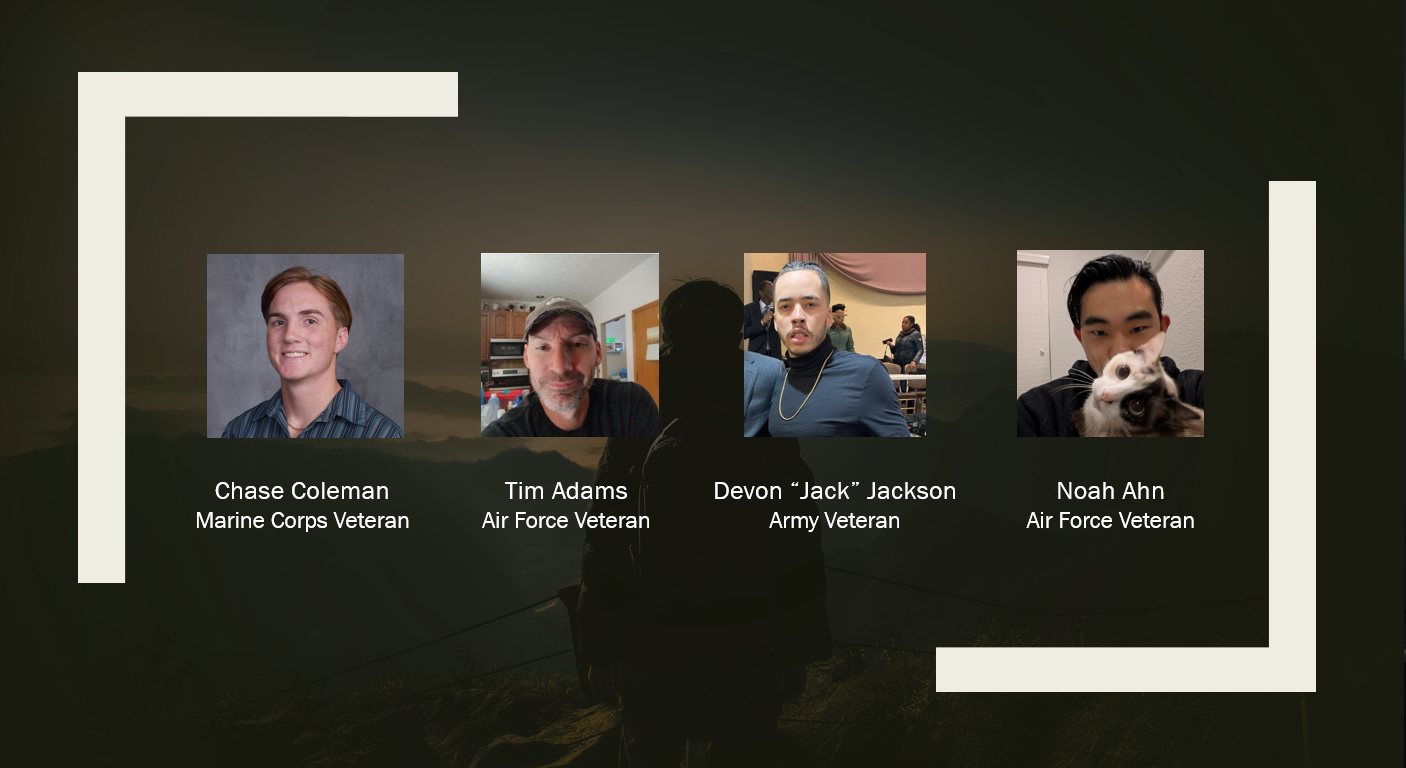 Chase Coleman
Marine Corps Veteran
Tim Adams
Air Force Veteran
Devon “Jack” Jackson
Army Veteran
Noah Ahn
Air Force Veteran